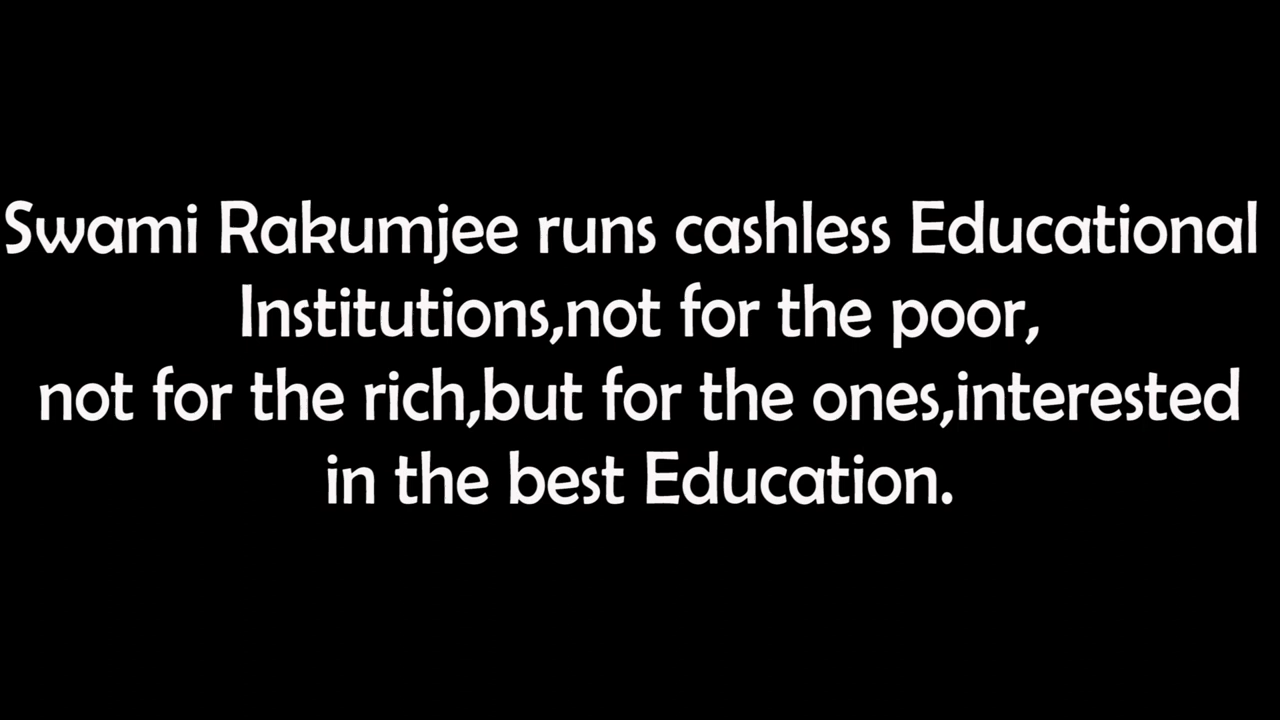 Swami Rakumjee runs cashless Educational
Institutions,not for the poor,
not for the rich,but for the ones,interested
in the best Education.